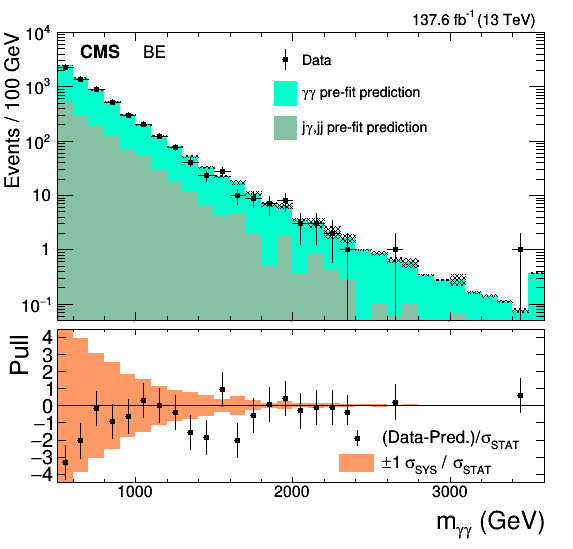 137.6 fb⁻¹ (13 TeV)
CMS BE
Data
γγ pre-fit prediction
jγ,jj pre-fit prediction
Events / 100 GeV
10⁴
10³
10²
10
1
10⁻¹
Pull
4
3
2
1
0
−1
−2
−3
−4
(Data-Pred.)/σSTAT
±1 σSYS / σSTAT
1000 2000 3000
mγγ (GeV)